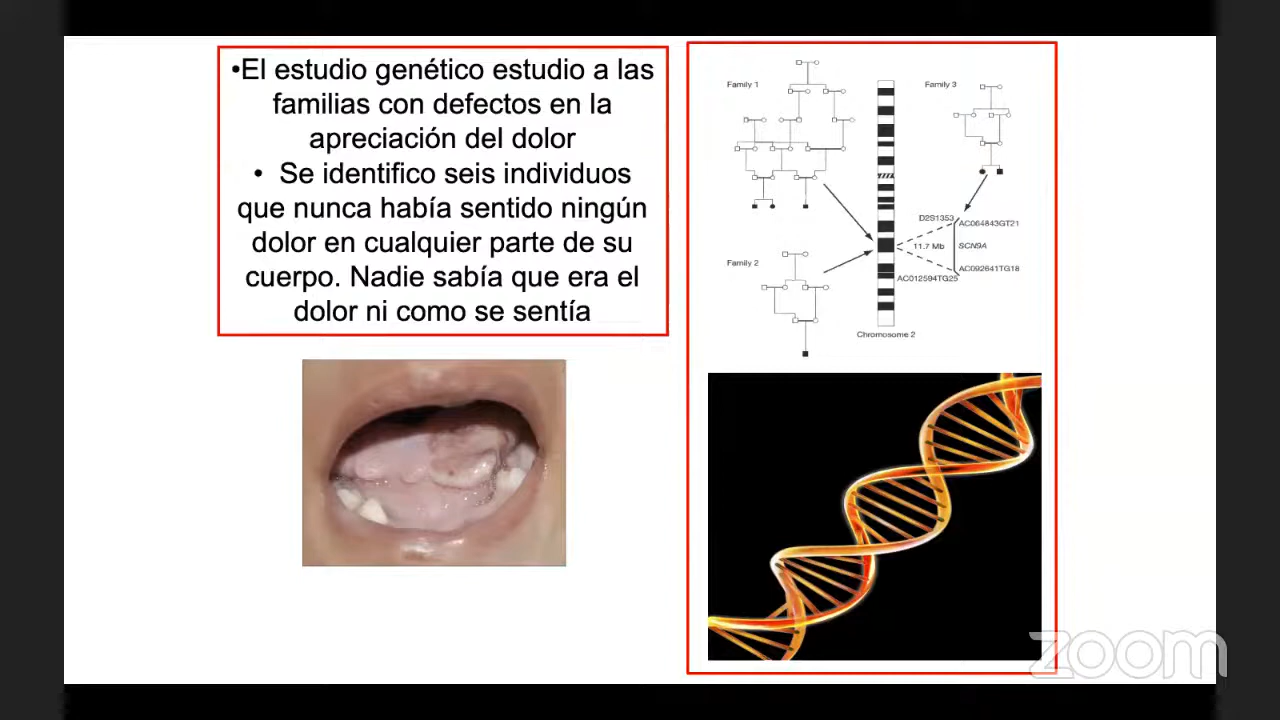 •El estudio genético estudio a las
familias con defectos en la
apreciación del dolor
• Se identifico seis individuos
que nunca había sentido ningún
dolor en cualquier parte de su
cuerpo. Nadie sabía que era el
dolor ni como se sentía
Family 1
Family 3
D2S1353
AC064843GT21
11.7 Mb
SCN9A
Family 2
AC092641TG18
AC012594TG25
Chromosome 2
zoom